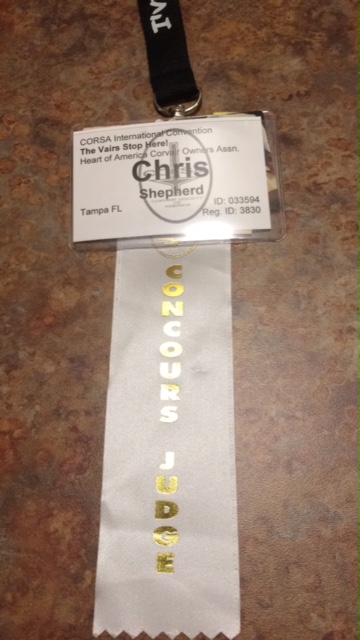 CORSA International Convention
The Vairs Stop Here!
Heart of America Corvair Owners Assn.
Chris
Shepherd
Tampa FL
ID: 033594
Reg. ID: 3830
CONCOURS JUDGE